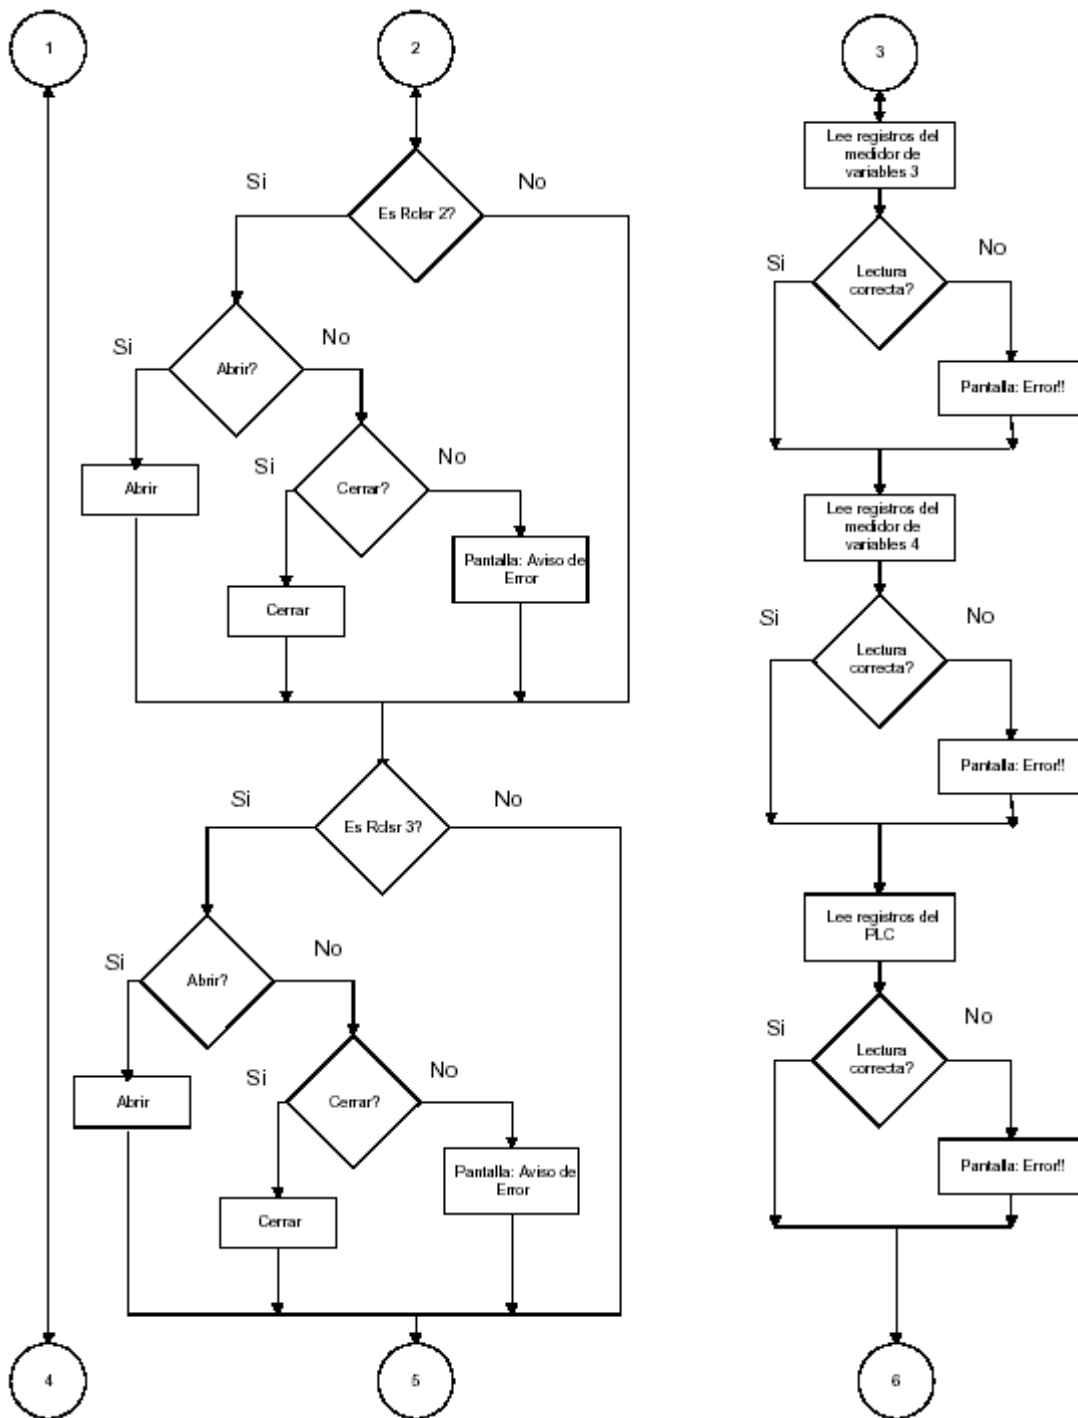 1
2
3
Lee registros del
medidor de
variables 3
Si
No
Es Rclsr 2?
Si
No
Lectura
correcta?
Si
No
Abrir?
Pantalla: Error!!
Si
No
Cerrar?
Abrir
Lee registros del
medidor de
variables 4
Pantalla: Aviso de
Error
Cerrar
Si
No
Lectura
correcta?
Pantalla: Error!!
Si
No
Es Rclsr 3?
Lee registros del
PLC
Si
No
Abrir?
Si
No
Lectura
correcta?
Si
No
Cerrar?
Abrir
Pantalla: Aviso de
Error
Pantalla: Error!!
Cerrar
4
5
6